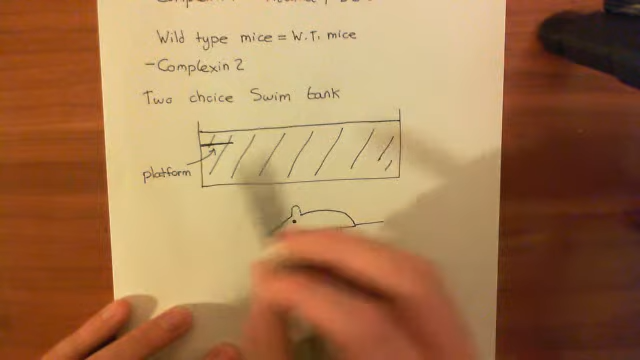 Wild type mice = W.T. mice
- Complexin 2
Two choice Swim tank
platform